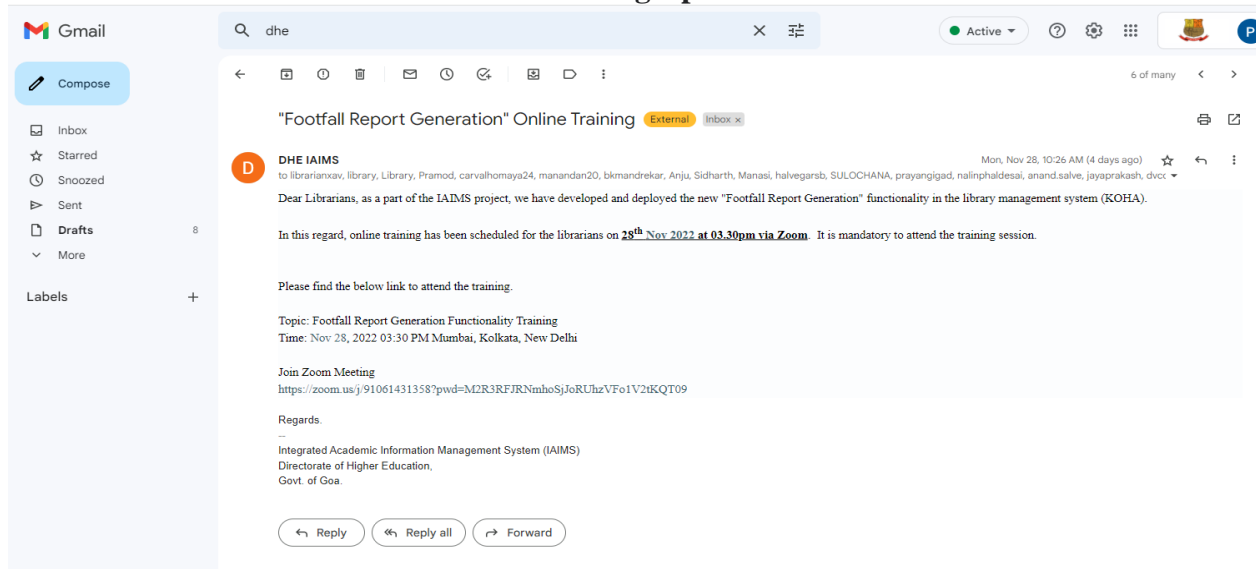 Gmail
dhe
Active
P
Compose
6 of many
Inbox
Starred
Snoozed
Sent
Drafts 8
More
Labels
"Footfall Report Generation" Online Training External Inbox ×
D
DHE IAIMS Mon, Nov 28, 10:26 AM (4 days ago)
to librarianxav, library, Library, Pramod, carvalhomaya24, manandan20, bkmandrekar, Anju, Sidharth, Manasi, halvegarsb, SULOCHANA, prayangigad, nalinphaldesai, anand.salve, jayaprakash, dvcc
Dear Librarians, as a part of the IAIMS project, we have developed and deployed the new "Footfall Report Generation" functionality in the library management system (KOHA).
In this regard, online training has been scheduled for the librarians on 28th Nov 2022 at 03.30pm via Zoom. It is mandatory to attend the training session.
Please find the below link to attend the training.
Topic: Footfall Report Generation Functionality Training
Time: Nov 28, 2022 03:30 PM Mumbai, Kolkata, New Delhi
Join Zoom Meeting
https://zoom.us/j/91061431358?pwd=M2R3RFJRNmhoSjJoRUhzVFo1V2tKQT09
Regards.
--
Integrated Academic Information Management System (IAIMS)
Directorate of Higher Education,
Govt. of Goa.
Reply Reply all Forward